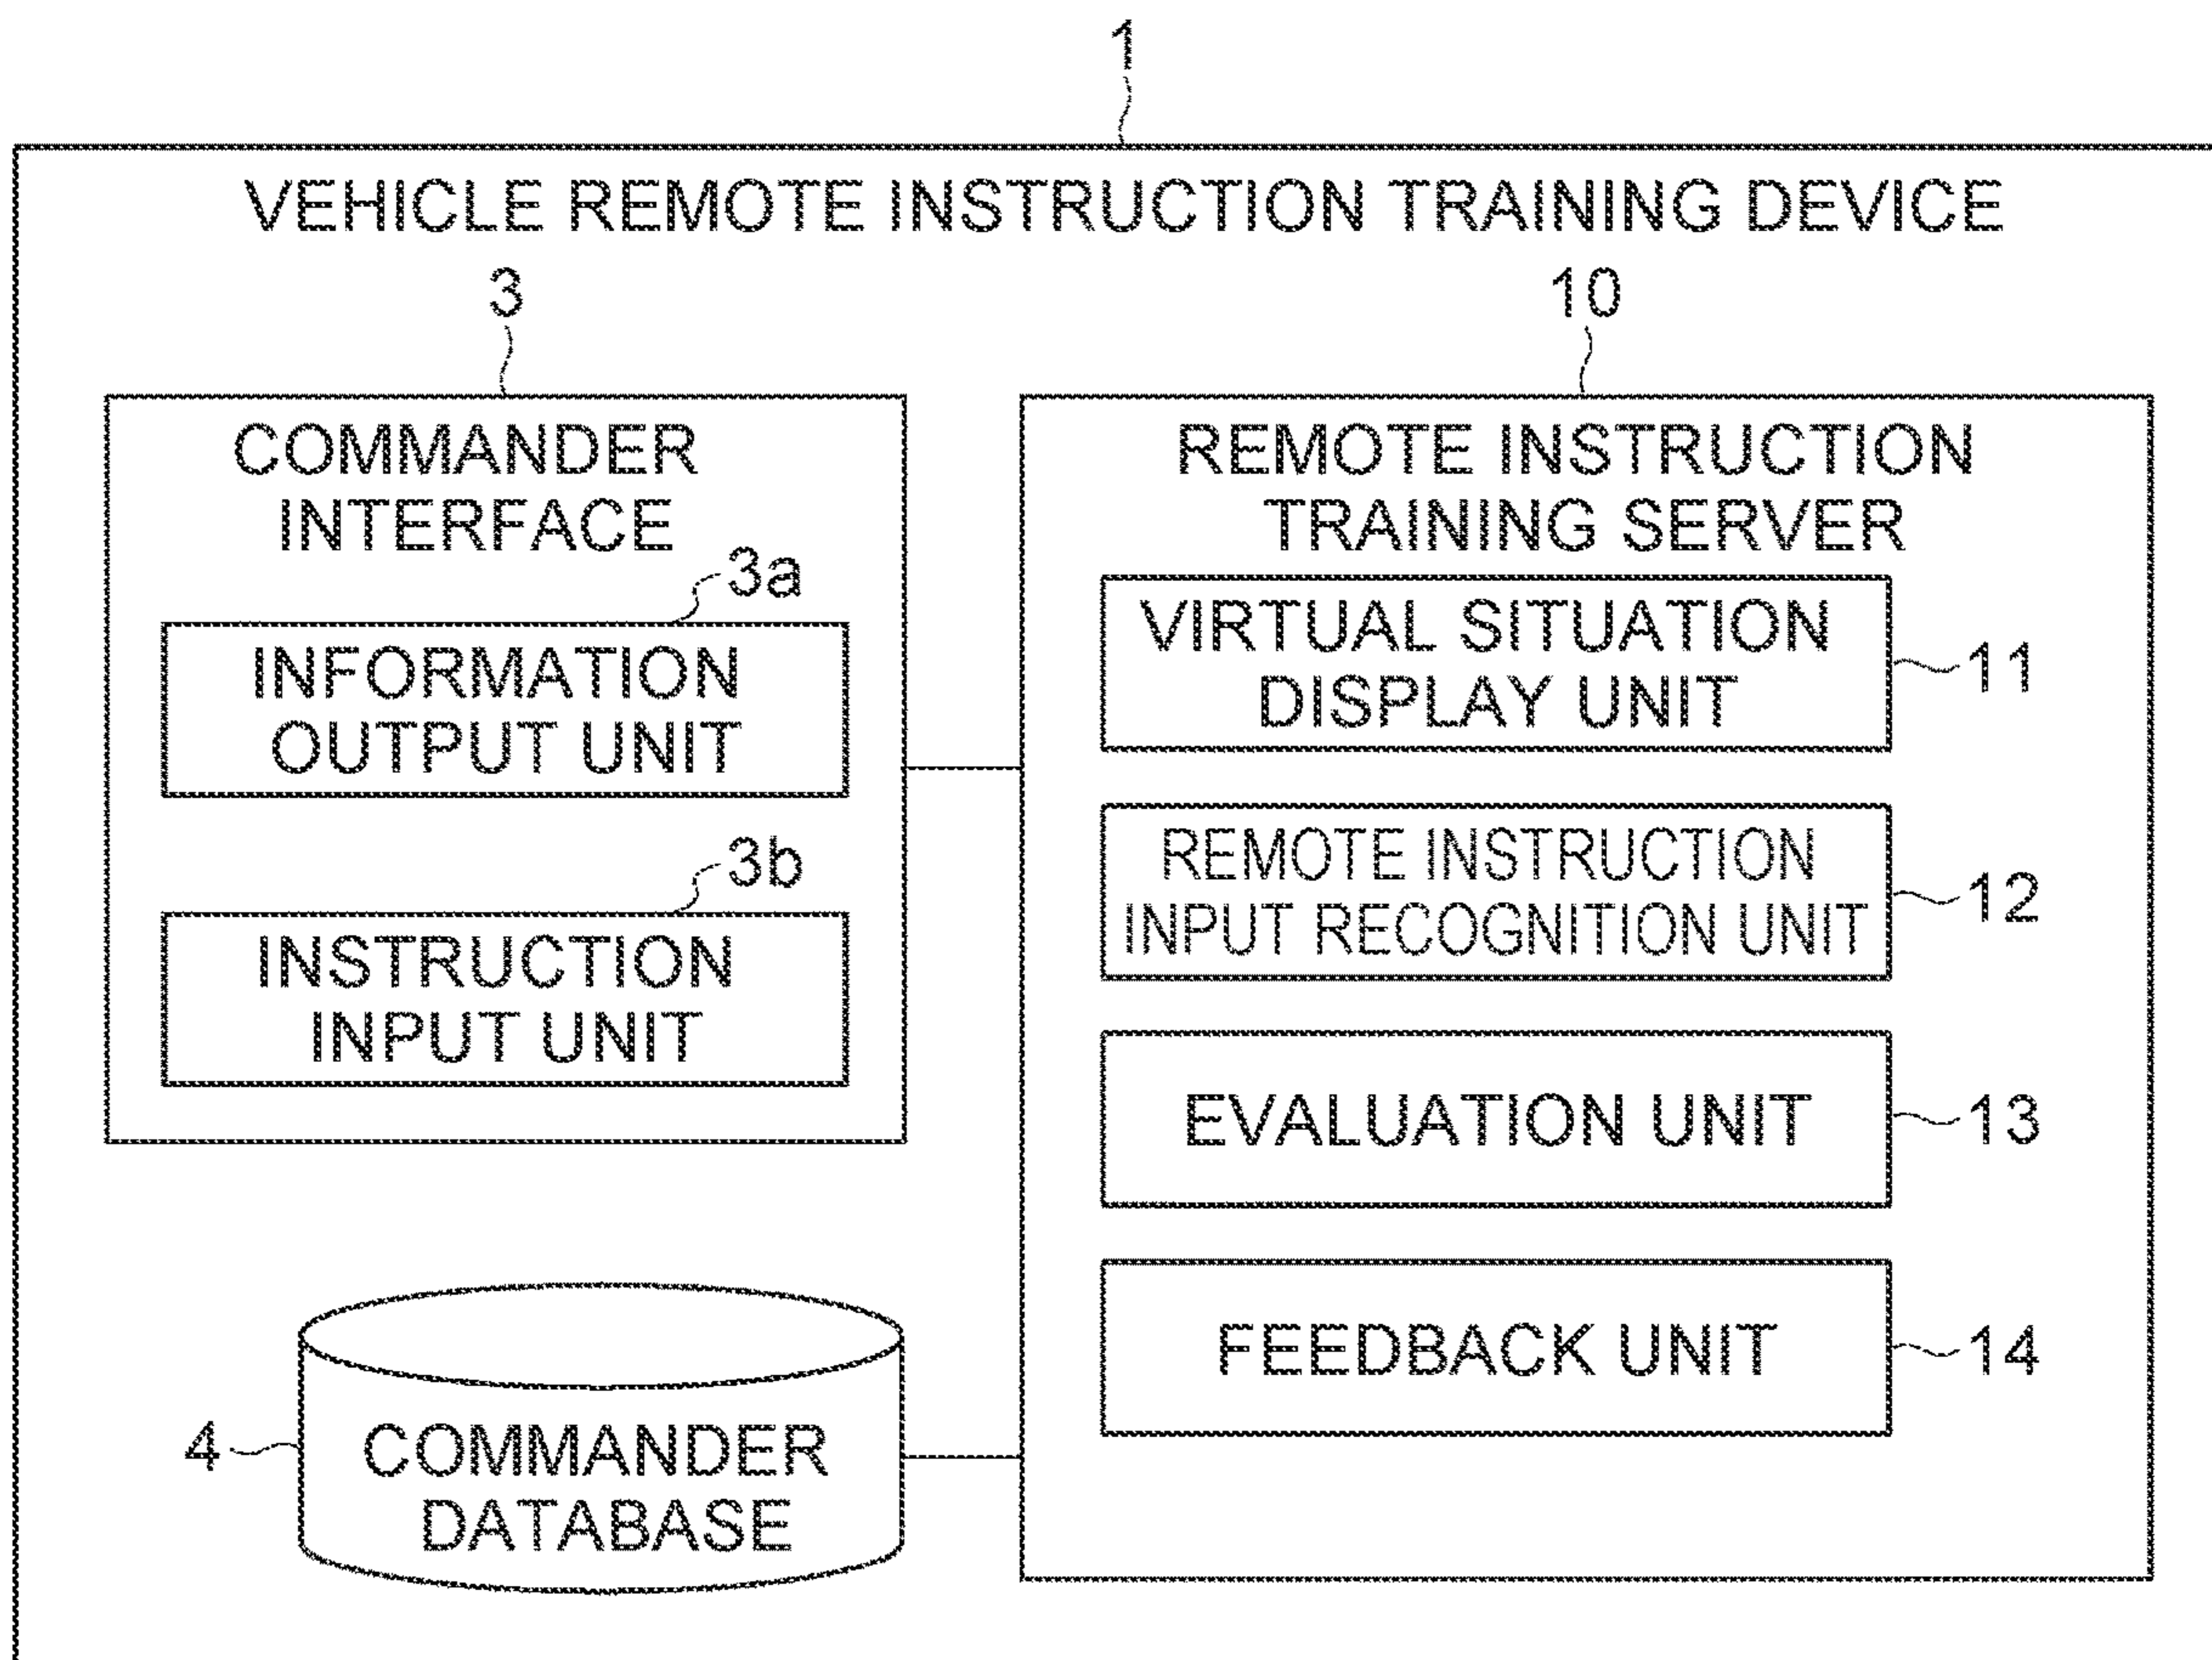 1
VEHICLE REMOTE INSTRUCTION TRAINING DEVICE
3
COMMANDER
INTERFACE
3a
INFORMATION
OUTPUT UNIT
3b
INSTRUCTION
INPUT UNIT
4
COMMANDER
DATABASE
10
REMOTE INSTRUCTION
TRAINING SERVER
VIRTUAL SITUATION
DISPLAY UNIT
11
REMOTE INSTRUCTION
INPUT RECOGNITION UNIT
12
EVALUATION UNIT
13
FEEDBACK UNIT
14